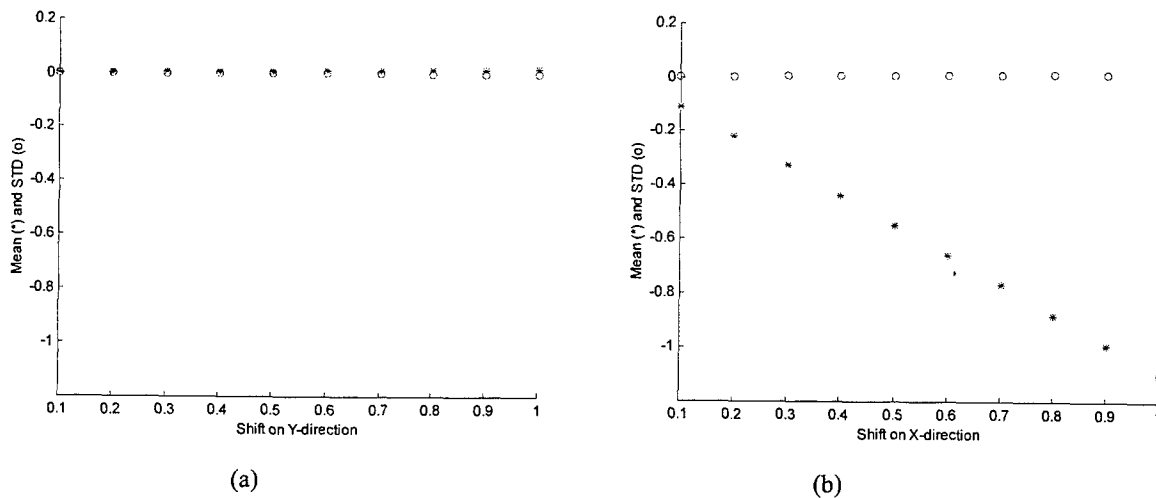 0.2
0
-0.2
-0.4
-0.6
-0.8
-1
Mean (*) and STD (o)
0.1 0.2 0.3 0.4 0.5 0.6 0.7 0.8 0.9 1
Shift on Y-direction
(a)
0.2
0
-0.2
-0.4
-0.6
-0.8
-1
Mean (*) and STD (o)
0.1 0.2 0.3 0.4 0.5 0.6 0.7 0.8 0.9
Shift on X-direction
(b)